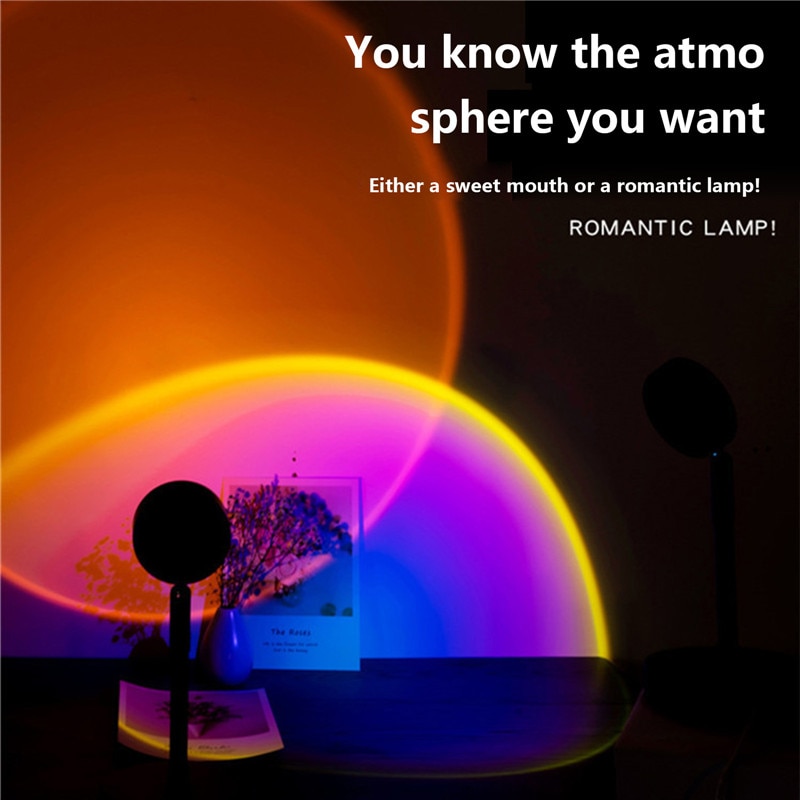 You know the atmo
sphere you want
Either a sweet mouth or a romantic lamp!
ROMANTIC LAMP!
The Roses